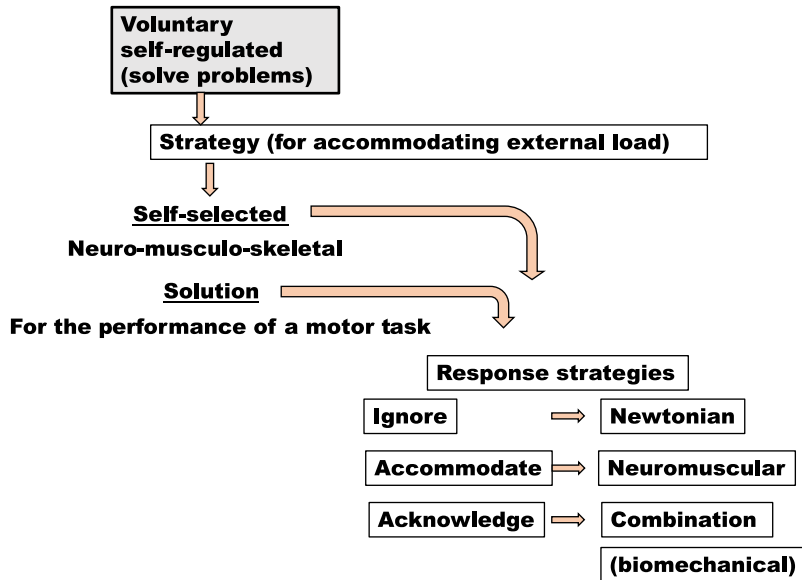 Voluntary
self-regulated
(solve problems)
Strategy (for accommodating external load)
Self-selected
Neuro-musculo-skeletal
Solution
For the performance of a motor task
Response strategies
Ignore
Newtonian
Accommodate
Neuromuscular
Acknowledge
Combination
(biomechanical)